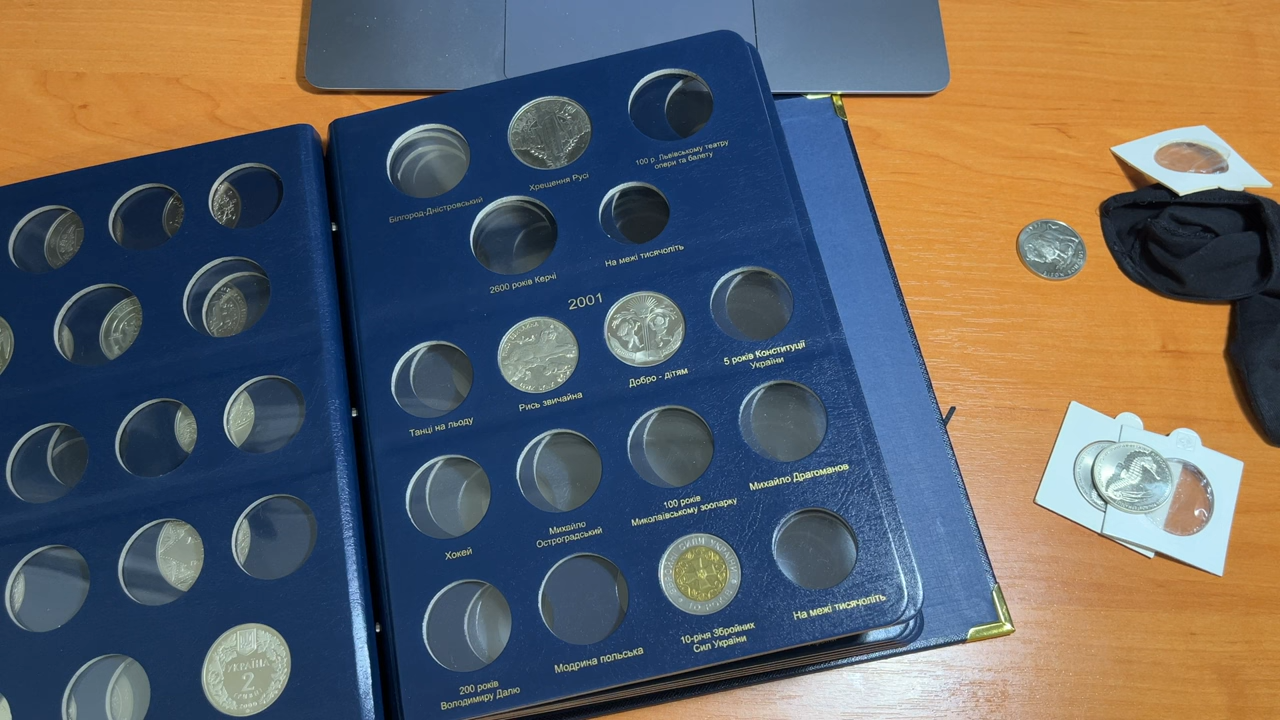 Білгород-Дністровський
Хрещення Русі
100 р. Львівському театру
опери та балету
2600 років Керчі
На межі тисячоліть
2001
Танці на льоду
Рись звичайна
Добро - дітям
5 років Конституції
України
Хокей
Михайло
Остроградський
100 років
Миколаївському зоопарку
Михайло Драгоманов
200 років
Володимиру Далю
Модрина польська
10-річя Збройних
Сил України
На межі тисячоліть
УКРАЇНА
2